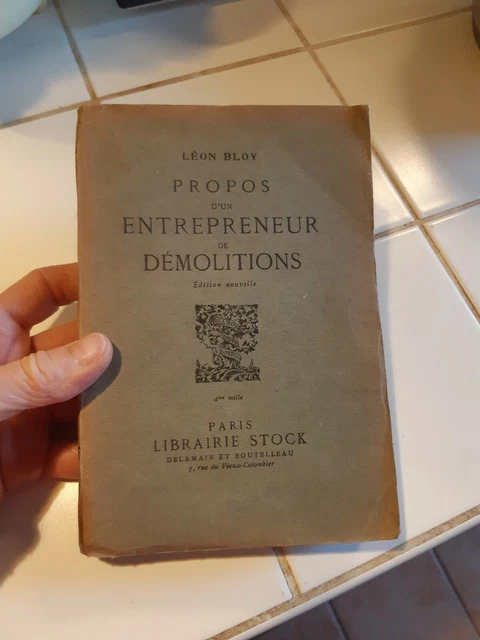 LÉON BLOY
PROPOS
D'UN
ENTREPRENEUR
DE
DÉMOLITIONS
Édition nouvelle
4me mille
PARIS
LIBRAIRIE STOCK
DELAMAIN ET BOUTELLEAU
7, rue du Vieux-Colombier